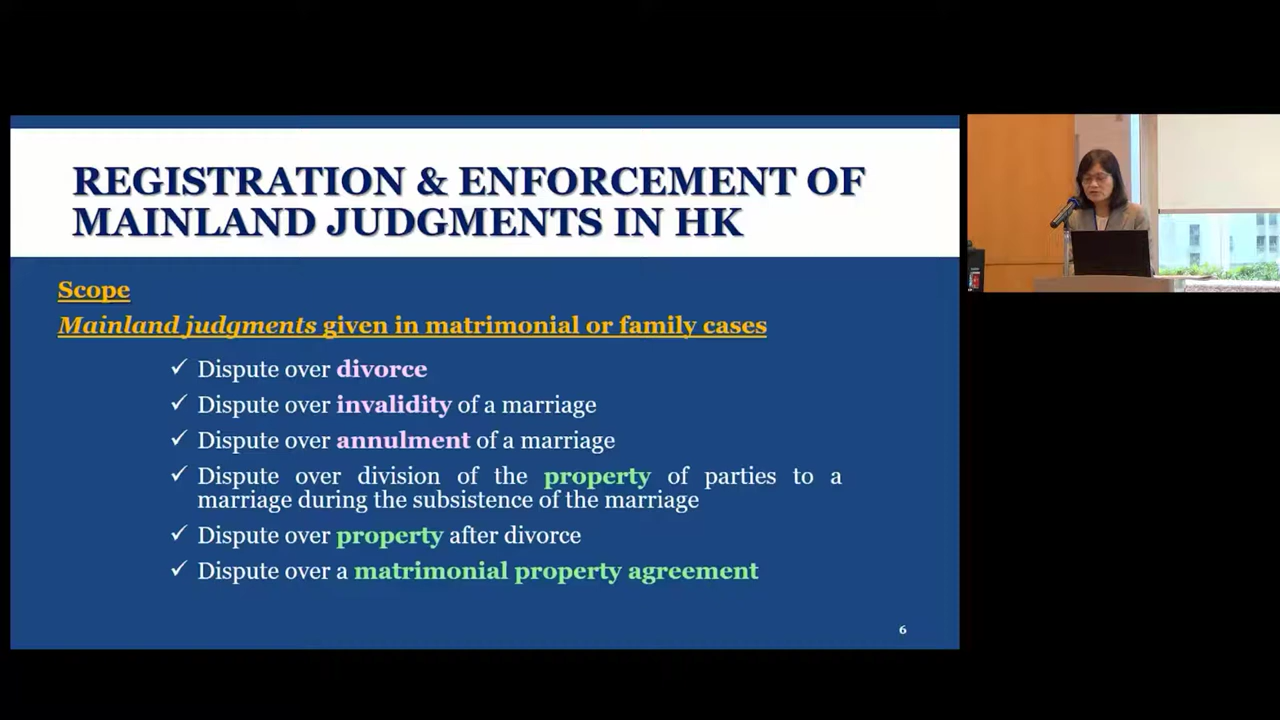 REGISTRATION & ENFORCEMENT OF
MAINLAND JUDGMENTS IN HK
Scope
Mainland judgments given in matrimonial or family cases
✓ Dispute over divorce
✓ Dispute over invalidity of a marriage
✓ Dispute over annulment of a marriage
✓ Dispute over division of the property of parties to a
marriage during the subsistence of the marriage
✓ Dispute over property after divorce
✓ Dispute over a matrimonial property agreement
6